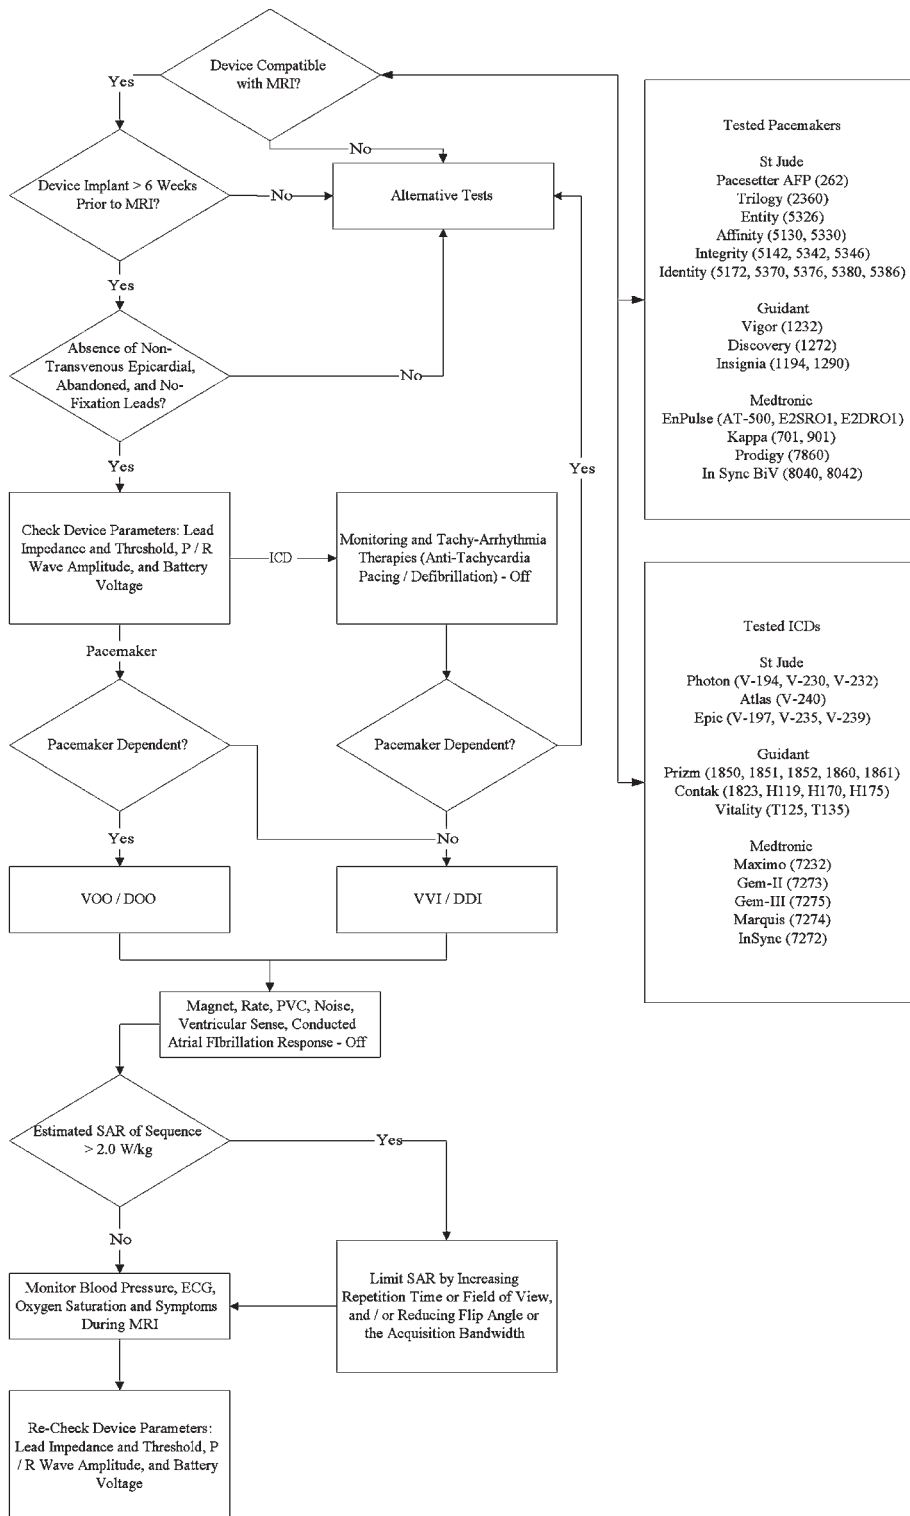 Device Compatible
with MRI?
Yes
No
Device Implant > 6 Weeks
Prior to MRI?
No
Alternative Tests
Yes
Absence of Non-
Transvenous Epicardial,
Abandoned, and No-
Fixation Leads?
No
Yes
Yes
Check Device Parameters: Lead
Impedance and Threshold, P / R
Wave Amplitude, and Battery
Voltage
ICD
Monitoring and Tachy-Arrhythmia
Therapies (Anti-Tachycardia
Pacing / Defibrillation) - Off
Pacemaker
Pacemaker Dependent?
Pacemaker Dependent?
Yes
No
VOO / DOO
VVI / DDI
Magnet, Rate, PVC, Noise,
Ventricular Sense, Conducted
Atrial FIbrillation Response - Off
Estimated SAR of Sequence
> 2.0 W/kg
Yes
No
Monitor Blood Pressure, ECG,
Oxygen Saturation and Symptoms
During MRI
Limit SAR by Increasing
Repetition Time or Field of View,
and / or Reducing Flip Angle or
the Acquisition Bandwidth
Re-Check Device Parameters:
Lead Impedance and Threshold, P
/ R Wave Amplitude, and Battery
Voltage
Tested Pacemakers
St Jude
Pacesetter AFP (262)
Trilogy (2360)
Entity (5326)
Affinity (5130, 5330)
Integrity (5142, 5342, 5346)
Identity (5172, 5370, 5376, 5380, 5386)
Guidant
Vigor (1232)
Discovery (1272)
Insignia (1194, 1290)
Medtronic
EnPulse (AT-500, E2SRO1, E2DRO1)
Kappa (701, 901)
Prodigy (7860)
In Sync BiV (8040, 8042)
Tested ICDs
St Jude
Photon (V-194, V-230, V-232)
Atlas (V-240)
Epic (V-197, V-235, V-239)
Guidant
Prizm (1850, 1851, 1852, 1860, 1861)
Contak (1823, H119, H170, H175)
Vitality (T125, T135)
Medtronic
Maximo (7232)
Gem-II (7273)
Gem-III (7275)
Marquis (7274)
InSync (7272)